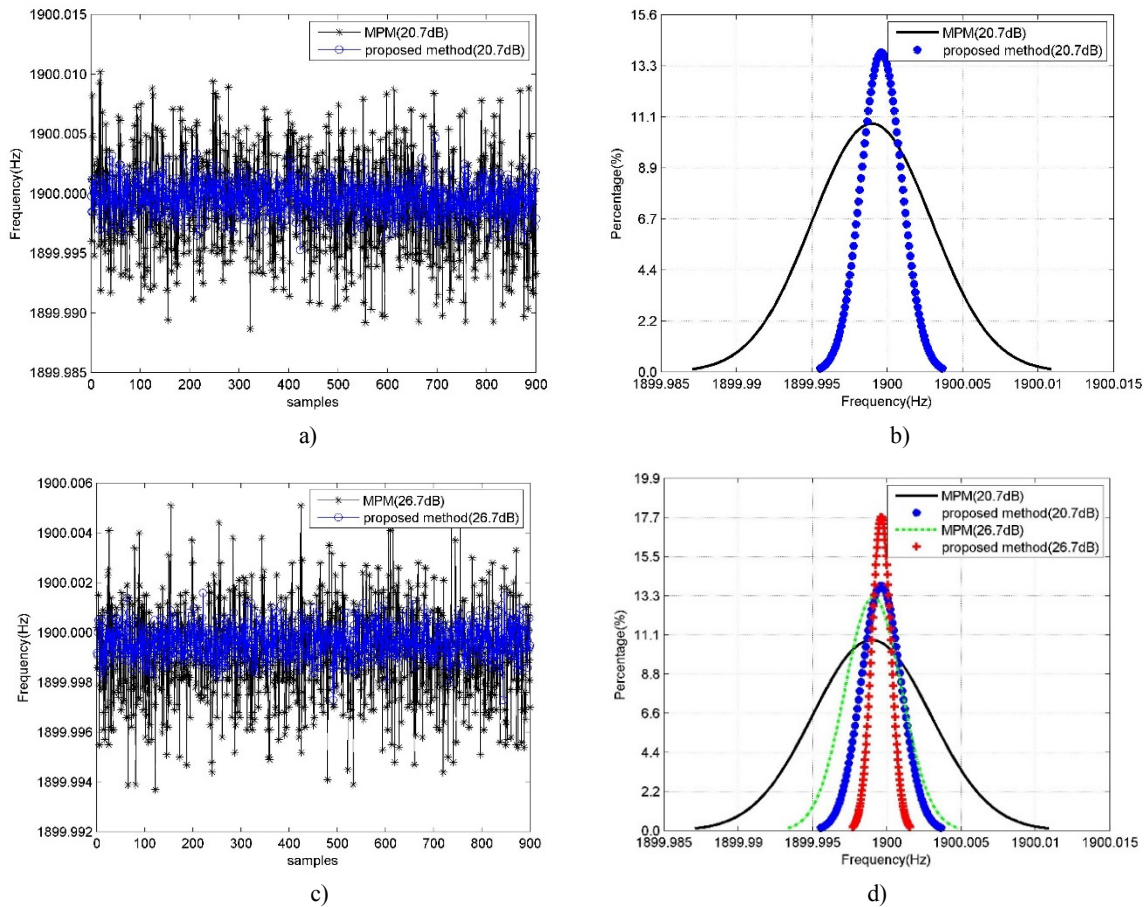 1900.015
1900.010
1900.005
1900.000
1899.995
1899.990
1899.985
Frequency(Hz)
0 100 200 300 400 500 600 700 800 900
samples
MPM(20.7dB)
proposed method(20.7dB)
a)
15.6
13.3
11.1
8.9
6.7
4.4
2.2
0.0
Percentage(%)
1899.985 1899.99 1899.995 1900 1900.005 1900.01 1900.015
Frequency(Hz)
MPM(20.7dB)
proposed method(20.7dB)
b)
1900.006
1900.004
1900.002
1900.000
1899.998
1899.996
1899.994
1899.992
Frequency(Hz)
0 100 200 300 400 500 600 700 800 900
samples
MPM(26.7dB)
proposed method(26.7dB)
c)
19.9
17.7
15.5
13.3
11.1
8.8
6.6
4.4
2.2
0.0
Percentage(%)
1899.985 1899.99 1899.995 1900 1900.005 1900.01 1900.015
Frequency(Hz)
MPM(20.7dB)
proposed method(20.7dB)
MPM(26.7dB)
proposed method(26.7dB)
d)